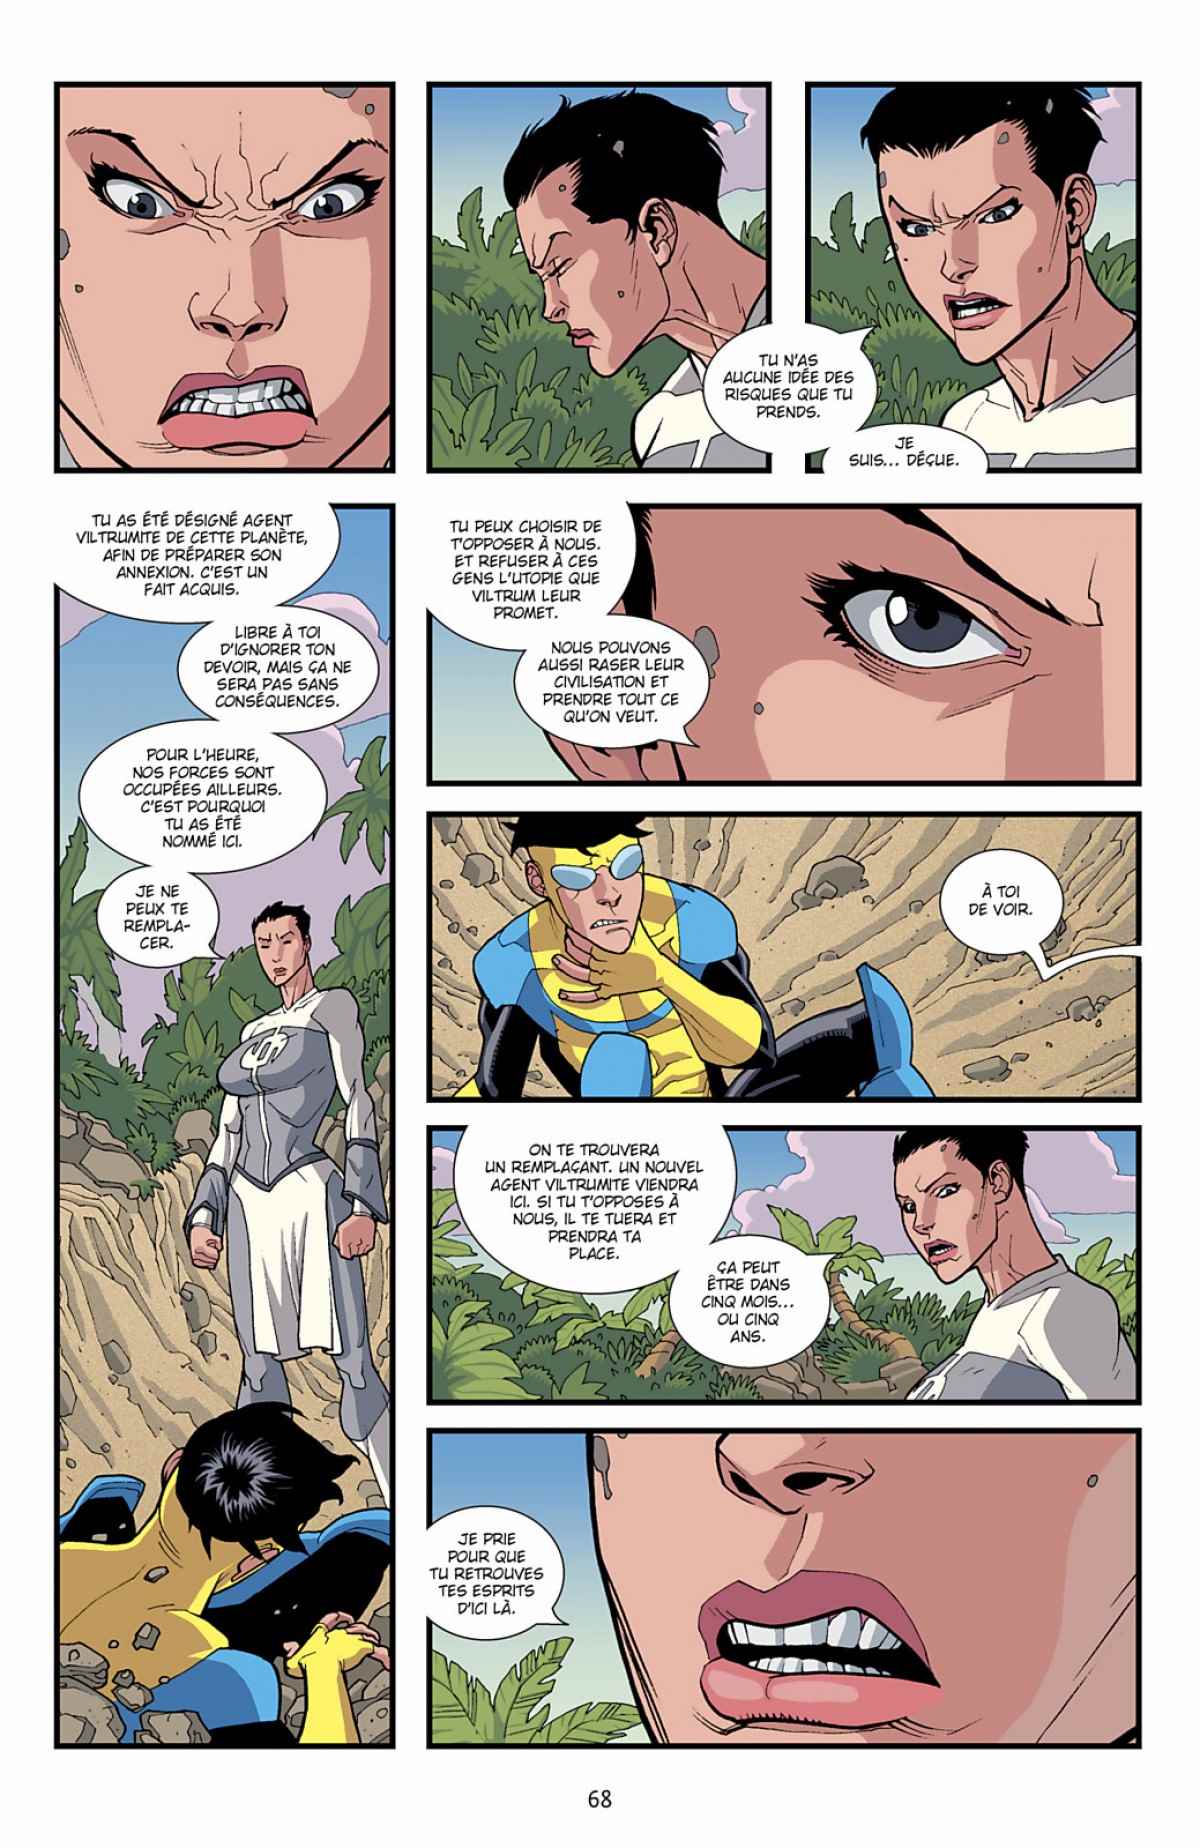 TU N'AS
AUCUNE IDÉE DES
RISQUES QUE TU
PRENDS.
JE
SUIS... DÉÇUE.
TU AS ÉTÉ DÉSIGNÉ AGENT
VILTRUMITE DE CETTE PLANÈTE,
AFIN DE PRÉPARER SON
ANNEXION. C'EST UN
FAIT ACQUIS.
LIBRE À TOI
D'IGNORER TON
DEVOIR, MAIS ÇA NE
SERA PAS SANS
CONSÉQUENCES.
POUR L'HEURE,
NOS FORCES SONT
OCCUPÉES AILLEURS.
C'EST POURQUOI
TU AS ÉTÉ
NOMMÉ ICI.
JE NE
PEUX TE
REMPLA-
CER.
TU PEUX CHOISIR DE
T'OPPOSER À NOUS.
ET REFUSER À CES
GENS L'UTOPIE QUE
VILTRUM LEUR
PROMET.
NOUS POUVONS
AUSSI RASER LEUR
CIVILISATION ET
PRENDRE TOUT CE
QU'ON VEUT.
À TOI
DE VOIR.
ON TE TROUVERA
UN REMPLAÇANT. UN NOUVEL
AGENT VILTRUMITE VIENDRA
ICI. SI TU T'OPPOSES À
NOUS, IL TE TUERA ET
PRENDRA TA
PLACE.
ÇA PEUT
ÊTRE DANS
CINQ MOIS...
OU CINQ
ANS.
JE PRIE
POUR QUE
TU RETROUVES
TES ESPRITS
D'ICI LÀ.
68